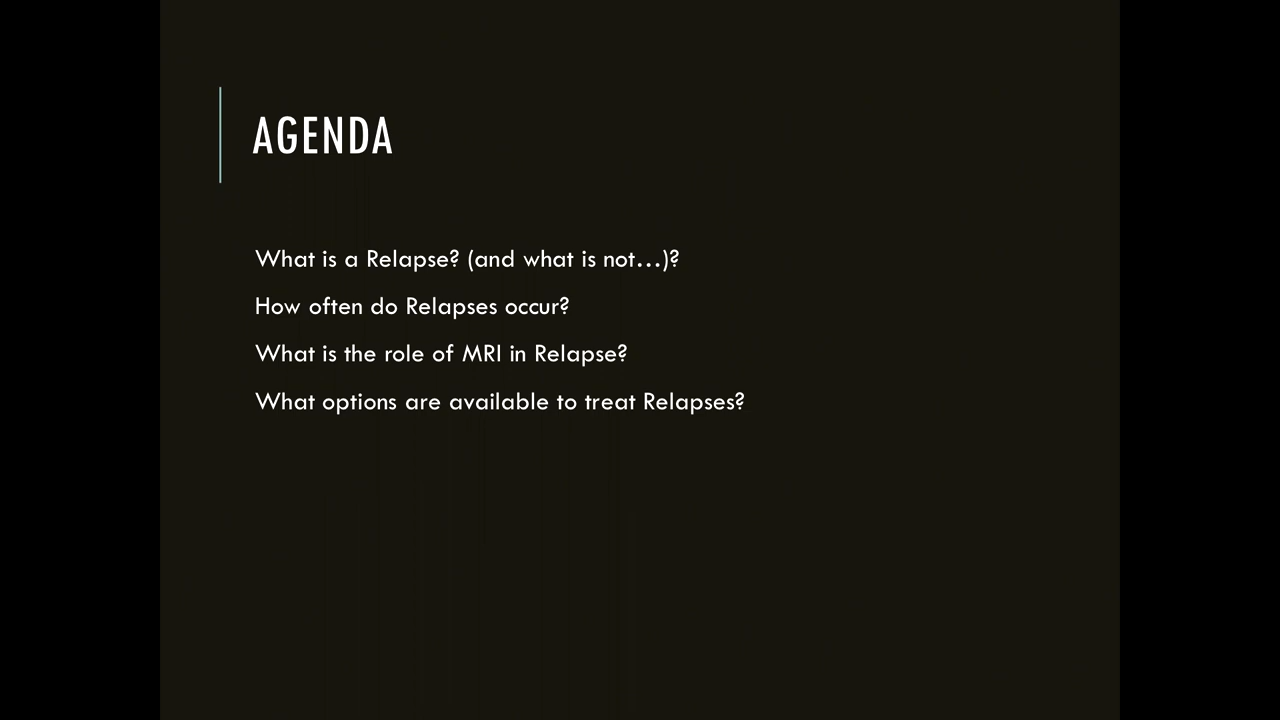 AGENDA
What is a Relapse? (and what is not...)?
How often do Relapses occur?
What is the role of MRI in Relapse?
What options are available to treat Relapses?